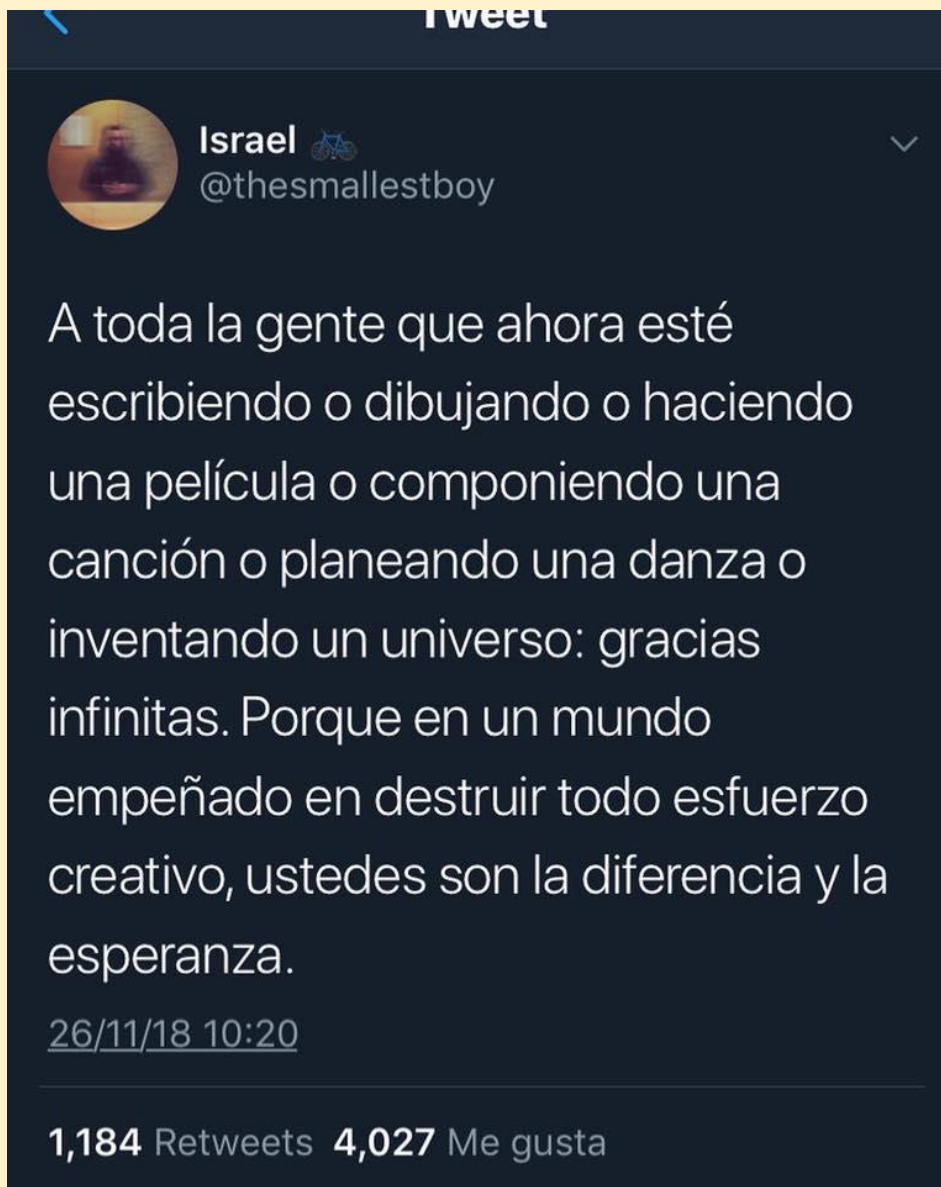 Tweet
Israel 🚲
@thesmallestboy
A toda la gente que ahora esté
escribiendo o dibujando o haciendo
una película o componiendo una
canción o planeando una danza o
inventando un universo: gracias
infinitas. Porque en un mundo
empeñado en destruir todo esfuerzo
creativo, ustedes son la diferencia y la
esperanza.
26/11/18 10:20
1,184 Retweets 4,027 Me gusta